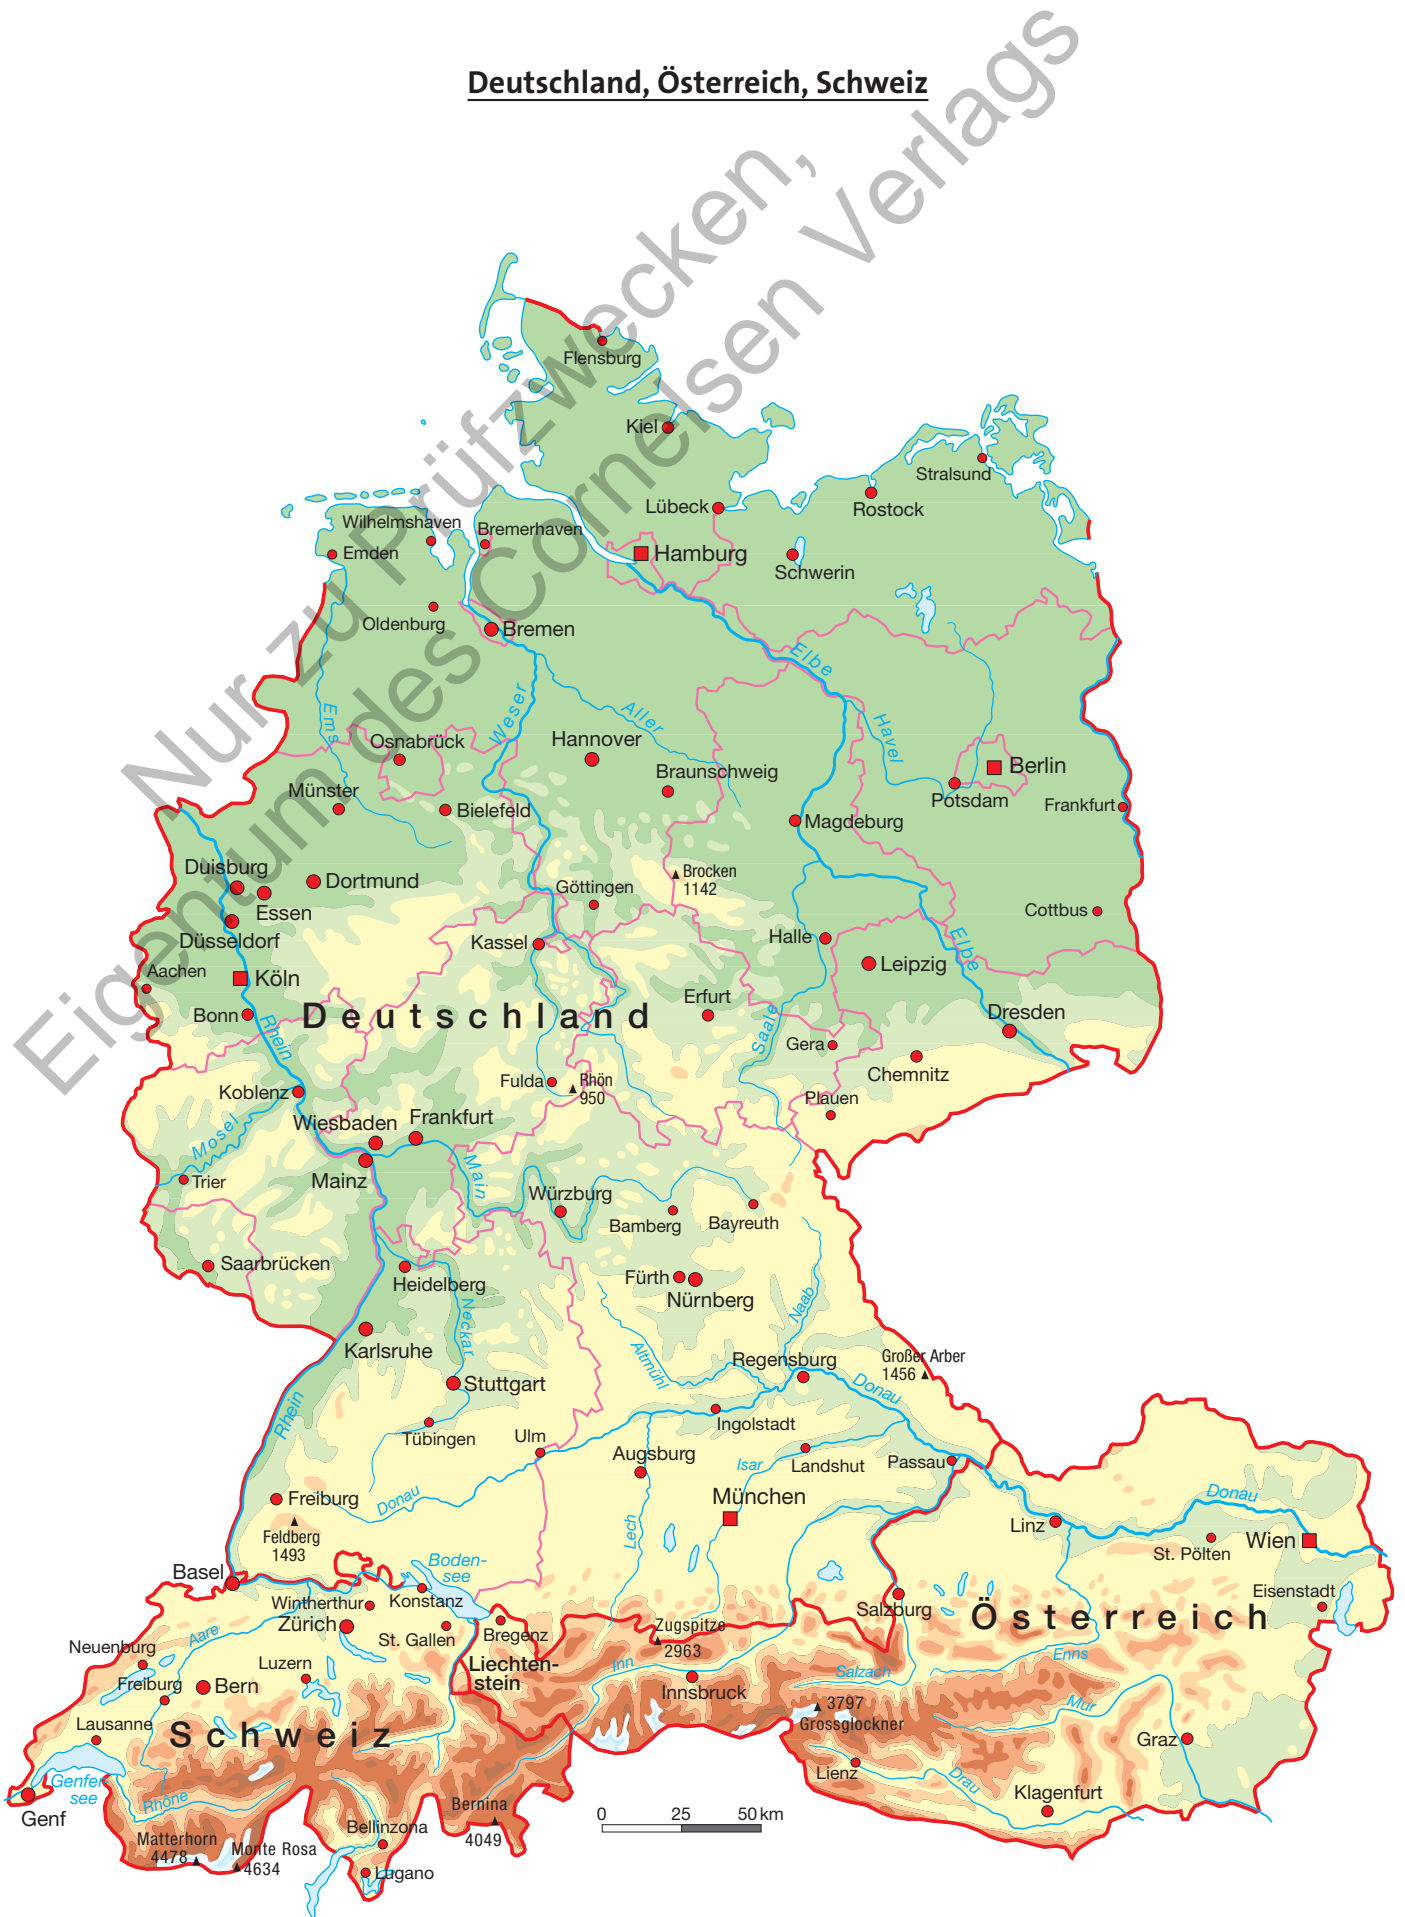 Deutschland, Österreich, Schweiz
Nur zu Prüfzwecken,
Eigentum des Cornelsen Verlags
Flensburg
Kiel
Stralsund
Rostock
Lübeck
Wilhelmshaven
Bremerhaven
Emden
Hamburg
Schwerin
Oldenburg
Bremen
Elbe
Ems
Weser
Aller
Havel
Osnabrück
Hannover
Berlin
Braunschweig
Münster
Bielefeld
Potsdam
Frankfurt
Magdeburg
Duisburg
Dortmund
Brocken
1142
Göttingen
Essen
Cottbus
Düsseldorf
Kassel
Halle
Elbe
Leipzig
Aachen
Köln
Erfurt
Bonn
Deutschland
Rhein
Saale
Dresden
Gera
Chemnitz
Fulda
Rhön
950
Koblenz
Plauen
Wiesbaden
Frankfurt
Mosel
Main
Mainz
Trier
Würzburg
Bamberg
Bayreuth
Saarbrücken
Heidelberg
Fürth
Nürnberg
Neckar
Naab
Karlsruhe
Altmühl
Regensburg
Großer Arber
1456
Stuttgart
Donau
Rhein
Tübingen
Ulm
Ingolstadt
Augsburg
Isar
Landshut
Passau
Freiburg
Donau
München
Donau
Feldberg
1493
Lech
Linz
St. Pölten
Wien
Basel
Boden-
see
Konstanz
Winterthur
Zürich
St. Gallen
Bregenz
Salzburg
Eisenstadt
Österreich
Zugspitze
2963
Aare
Neuenburg
Luzern
Liechten-
stein
Inn
Enns
Freiburg
Bern
Innsbruck
Salzach
Mur
3797
Grossglockner
Lausanne
Schweiz
Graz
Lienz
Drau
Genfer-
see
Rhône
Klagenfurt
Genf
Bernina
4049
0 25 50 km
Bellinzona
Matterhorn
4478
Monte Rosa
4634
Lugano